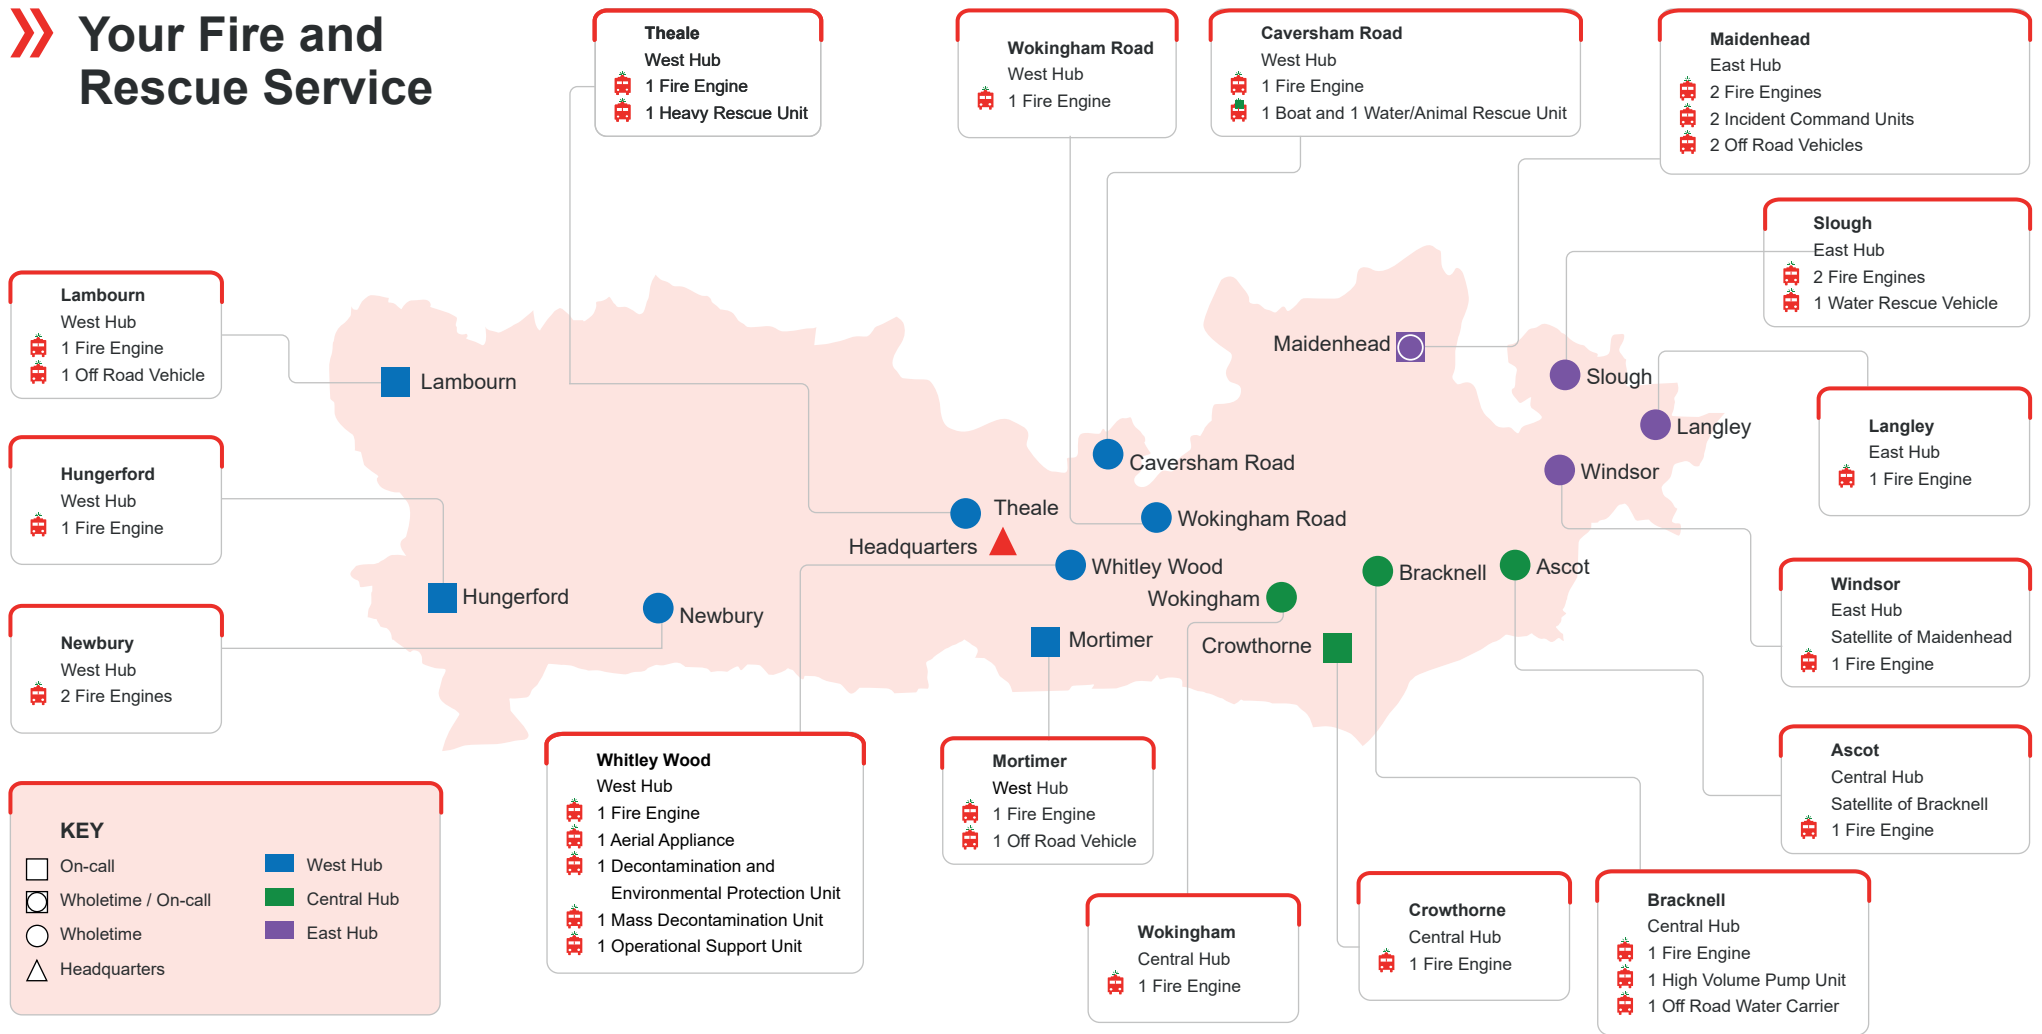 Your Fire and
Rescue Service
Theale
West Hub
1 Fire Engine
1 Heavy Rescue Unit
Wokingham Road
West Hub
1 Fire Engine
Caversham Road
West Hub
1 Fire Engine
1 Boat and 1 Water/Animal Rescue Unit
Maidenhead
East Hub
2 Fire Engines
2 Incident Command Units
2 Off Road Vehicles
Slough
East Hub
2 Fire Engines
1 Water Rescue Vehicle
Lambourn
West Hub
1 Fire Engine
1 Off Road Vehicle
Hungerford
West Hub
1 Fire Engine
Newbury
West Hub
2 Fire Engines
Langley
East Hub
1 Fire Engine
Windsor
East Hub
Satellite of Maidenhead
1 Fire Engine
Ascot
Central Hub
Satellite of Bracknell
1 Fire Engine
Maidenhead
Slough
Lambourn
Langley
Caversham Road
Windsor
Theale
Wokingham Road
Headquarters
Whitley Wood
Bracknell
Ascot
Hungerford
Wokingham
Newbury
Mortimer
Crowthorne
Whitley Wood
West Hub
1 Fire Engine
1 Aerial Appliance
1 Decontamination and
Environmental Protection Unit
1 Mass Decontamination Unit
1 Operational Support Unit
Mortimer
West Hub
1 Fire Engine
1 Off Road Vehicle
Wokingham
Central Hub
1 Fire Engine
Crowthorne
Central Hub
1 Fire Engine
Bracknell
Central Hub
1 Fire Engine
1 High Volume Pump Unit
1 Off Road Water Carrier
KEY
On-call
Wholetime / On-call
Wholetime
Headquarters
West Hub
Central Hub
East Hub